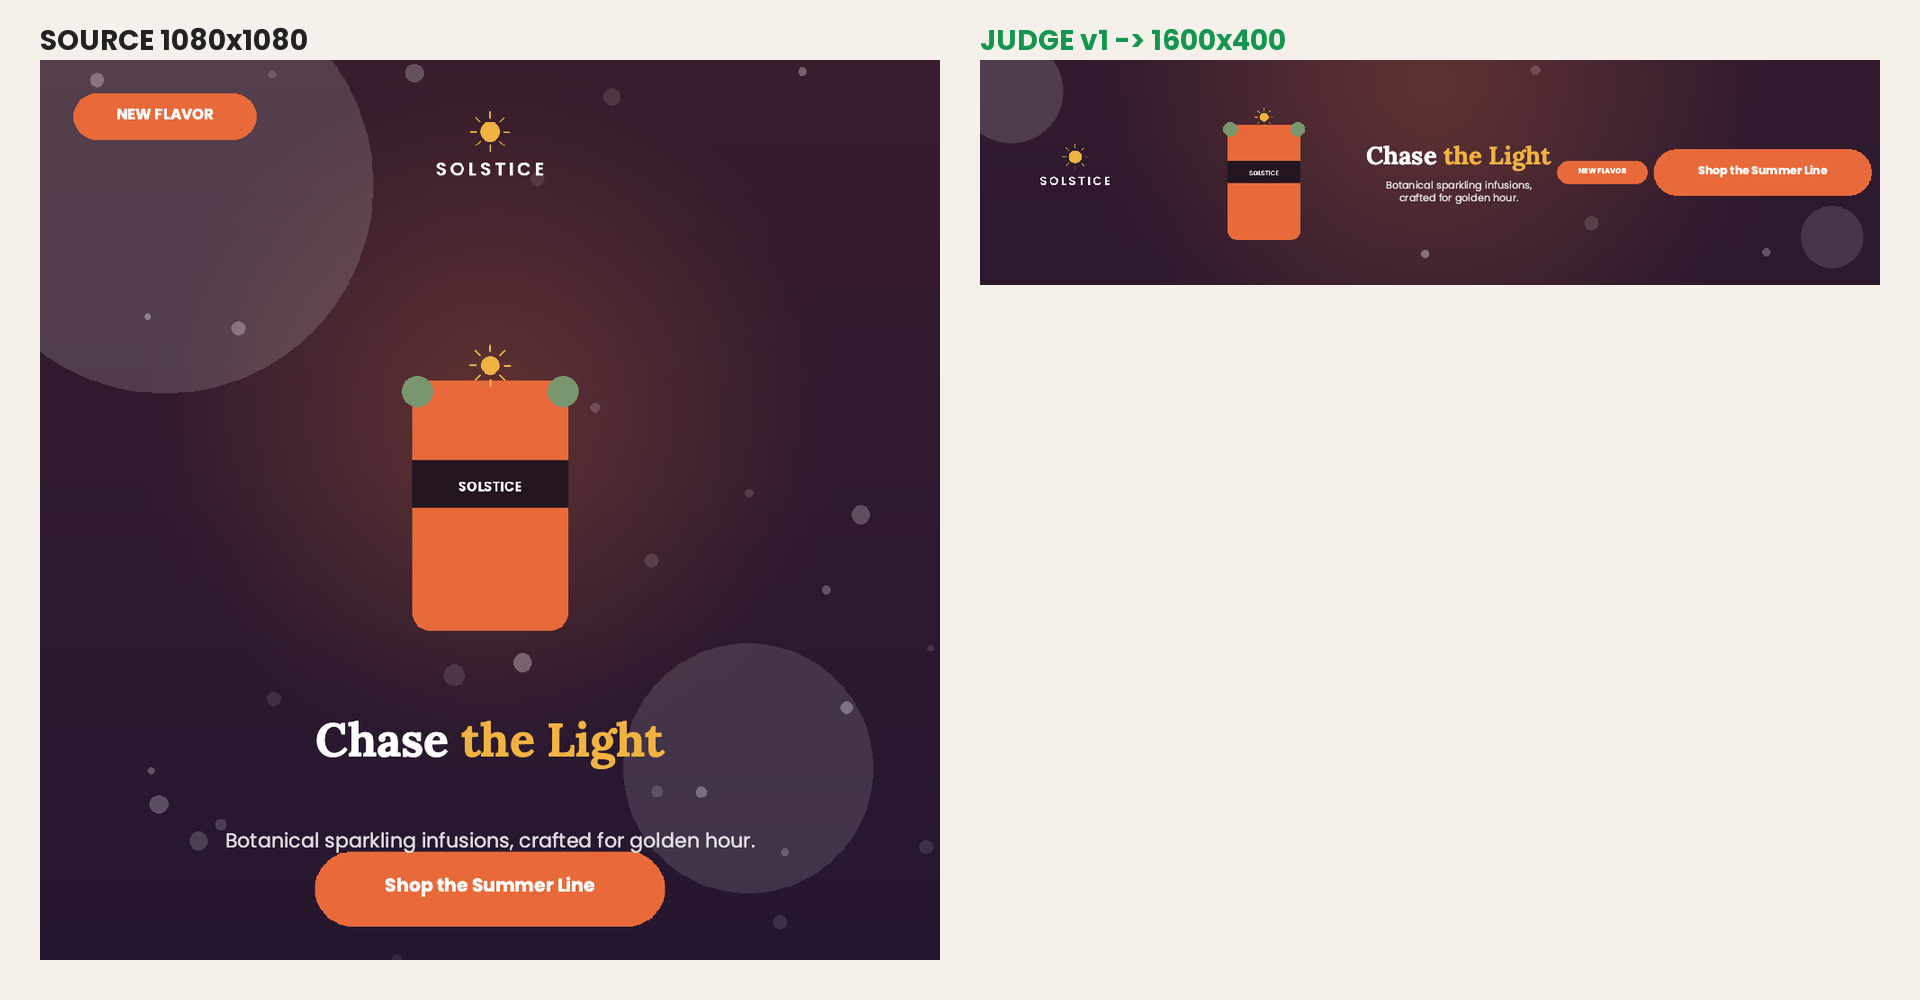 SOURCE 1080x1080
NEW FLAVOR
SOLSTICE
SOLSTICE
Chase the Light
Botanical sparkling infusions, crafted for golden hour.
Shop the Summer Line
JUDGE v1 -> 1600x400
SOLSTICE
SOLSTICE
Chase the Light
Botanical sparkling infusions,
crafted for golden hour.
NEW FLAVOR
Shop the Summer Line